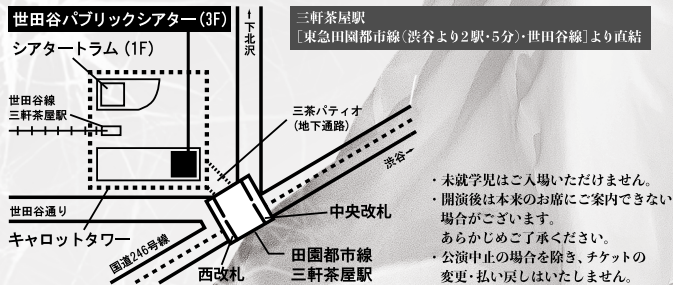 世田谷パブリックシアター(3F)
シアタートラム(1F)
↑下北沢
三軒茶屋駅
[東急田園都市線(渋谷より2駅・5分)・世田谷線]より直結
世田谷線
三軒茶屋駅
三茶パティオ
(地下通路)
渋谷→
世田谷通り
キャロットタワー
国道246号線
西改札
中央改札
田園都市線
三軒茶屋駅
・未就学児はご入場いただけません。
・開演後は本来のお席にご案内できない
場合がございます。
あらかじめご了承ください。
・公演中止の場合を除き、チケットの
変更・払い戻しはいたしません。